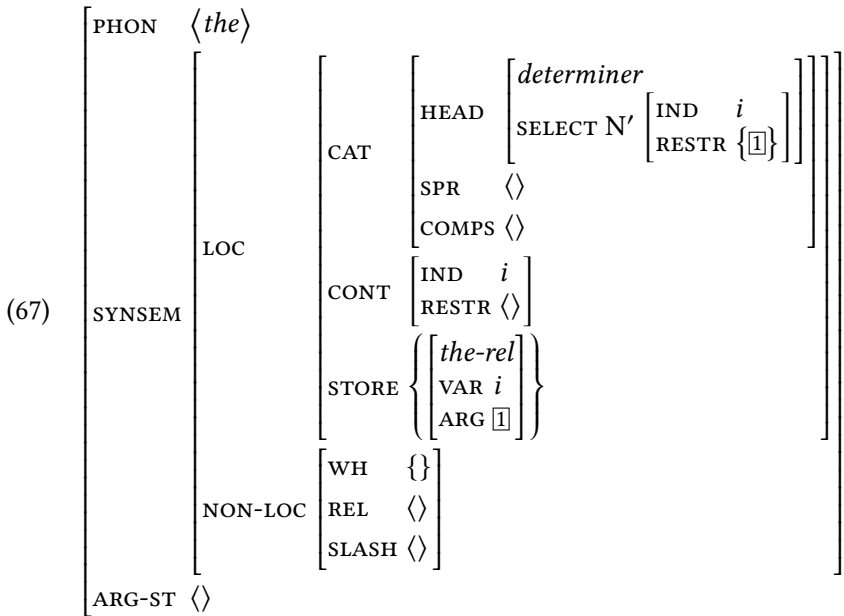 PHON ⟨the⟩
determiner
HEAD
SELECT N′ [IND i
RESTR {1}]
CAT
SPR ⟨⟩
COMPS ⟨⟩
LOC
CONT [IND i
RESTR ⟨⟩]
(67) SYNSEM
the-rel
STORE { VAR i }
ARG 1
WH {}
NON-LOC REL ⟨⟩
SLASH ⟨⟩
ARG-ST ⟨⟩